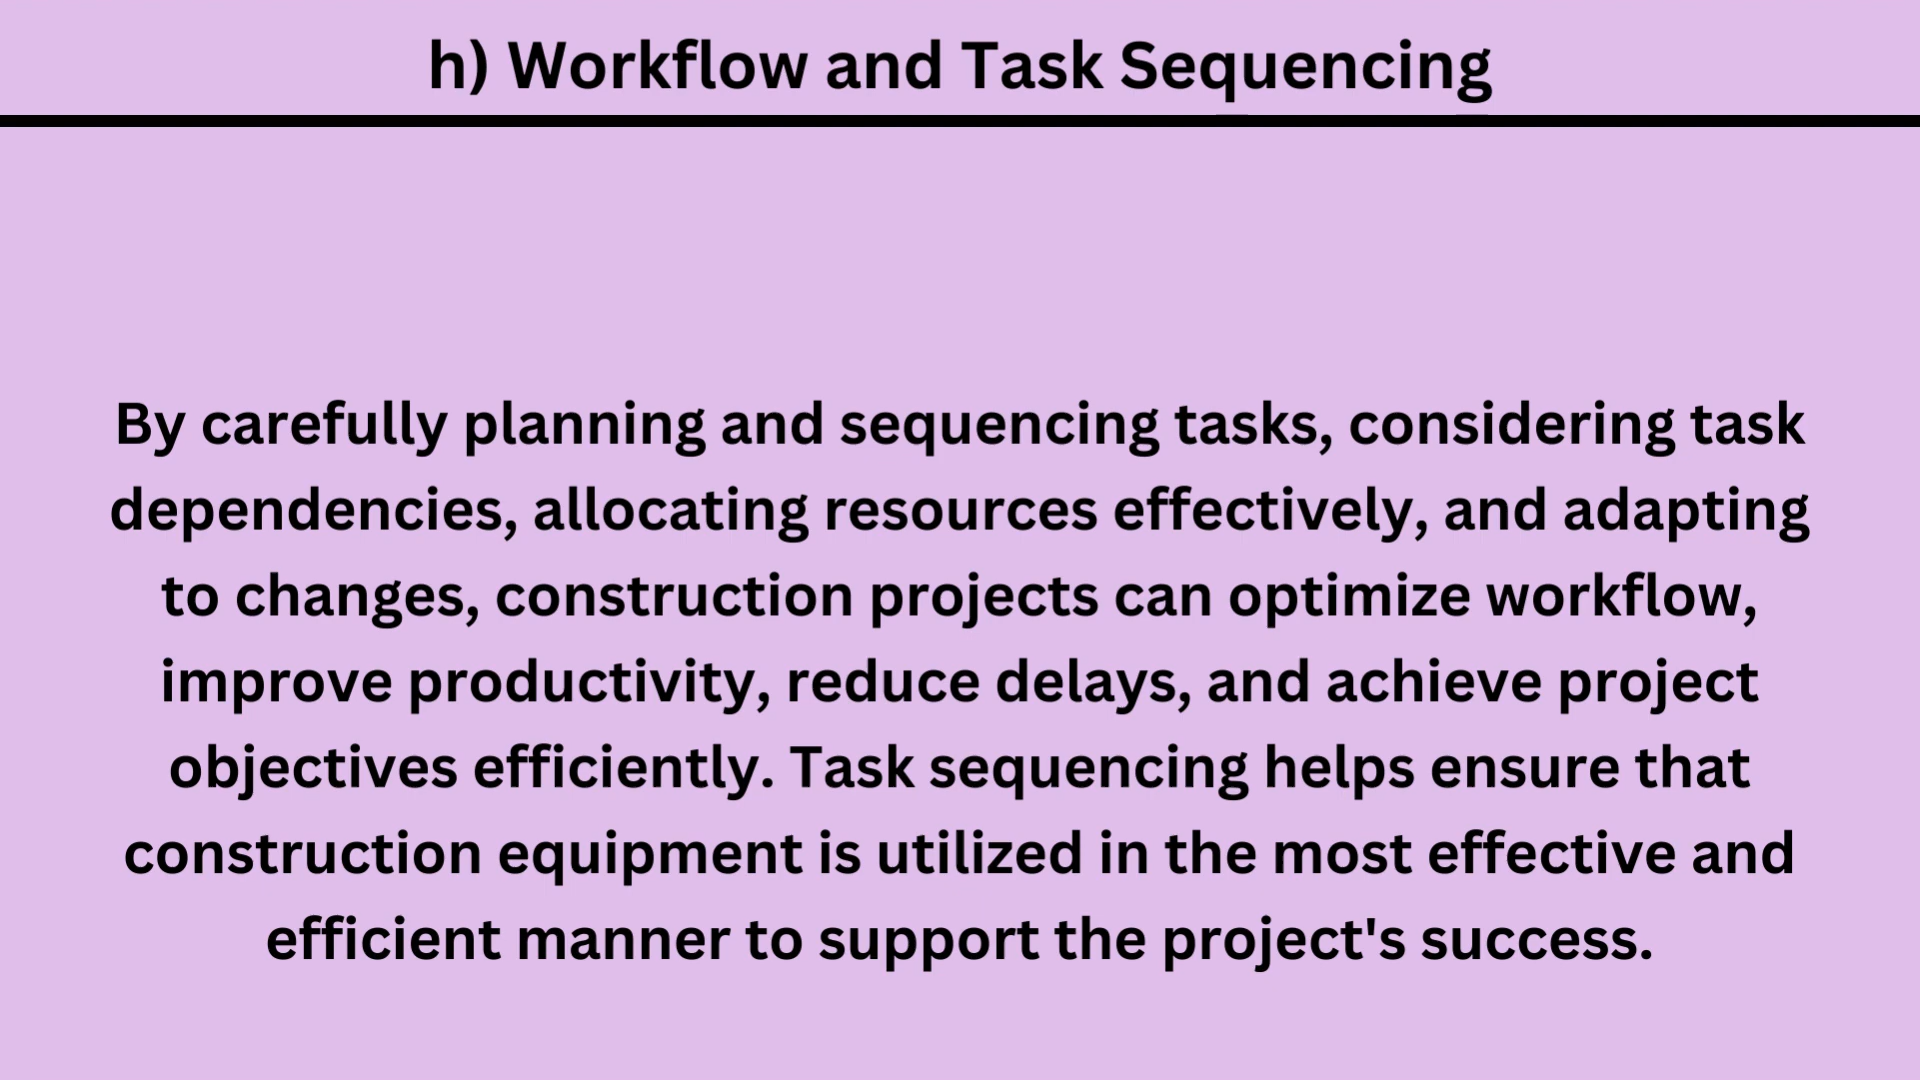 h) Workflow and Task Sequencing
By carefully planning and sequencing tasks, considering task
dependencies, allocating resources effectively, and adapting
to changes, construction projects can optimize workflow,
improve productivity, reduce delays, and achieve project
objectives efficiently. Task sequencing helps ensure that
construction equipment is utilized in the most effective and
efficient manner to support the project's success.